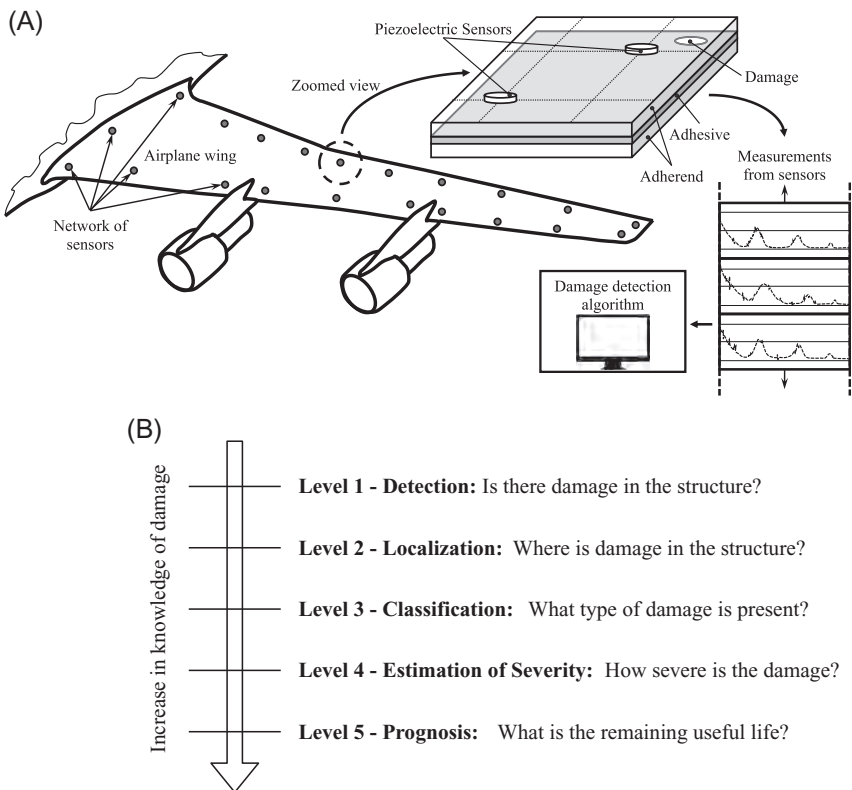 (A)
Piezoelectric Sensors
Zoomed view
Damage
Adhesive
Adherend
Airplane wing
Network of
sensors
Measurements
from sensors
Damage detection
algorithm
(B)
Increase in knowledge of damage
Level 1 - Detection: Is there damage in the structure?
Level 2 - Localization: Where is damage in the structure?
Level 3 - Classification: What type of damage is present?
Level 4 - Estimation of Severity: How severe is the damage?
Level 5 - Prognosis: What is the remaining useful life?